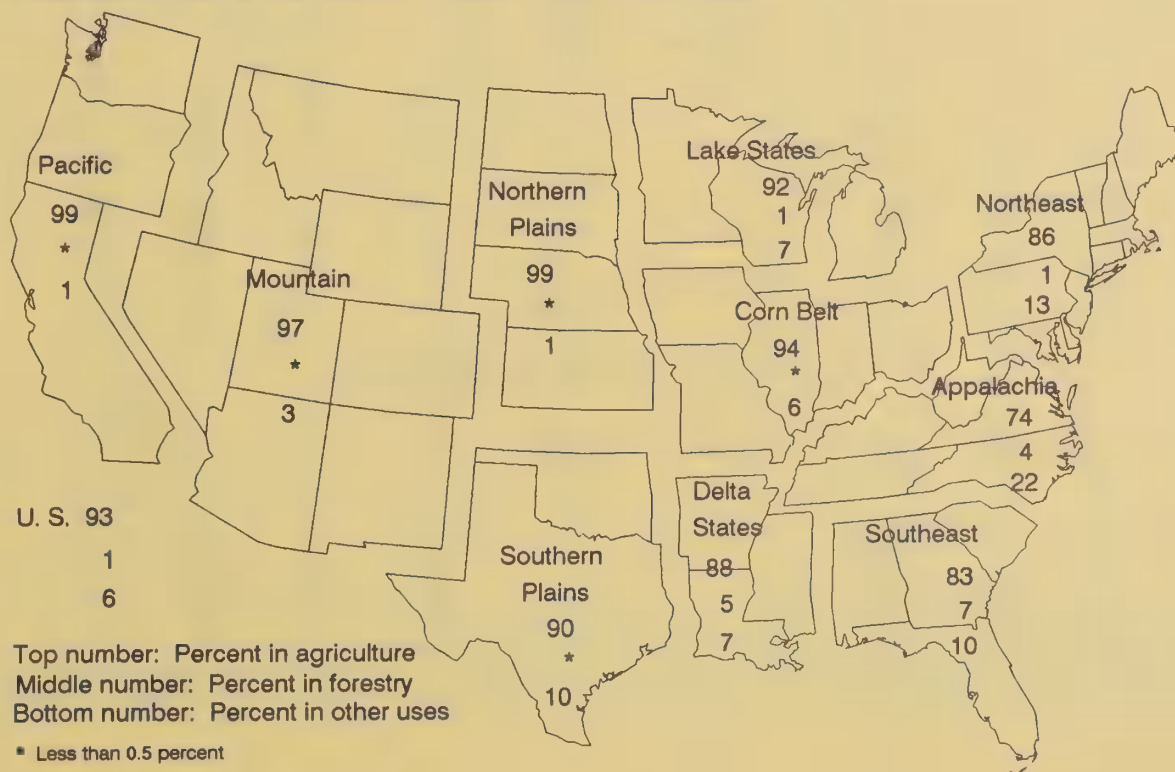 Pacific
99
*
1
Mountain
97
*
3
Northern
Plains
99
*
1
Lake States
92
1
7
Corn Belt
94
*
6
Northeast
86
1
13
Appalachia
74
4
22
Delta
States
88
5
7
Southeast
83
7
10
Southern
Plains
90
*
10
U. S. 93
1
6
Top number: Percent in agriculture
Middle number: Percent in forestry
Bottom number: Percent in other uses
* Less than 0.5 percent